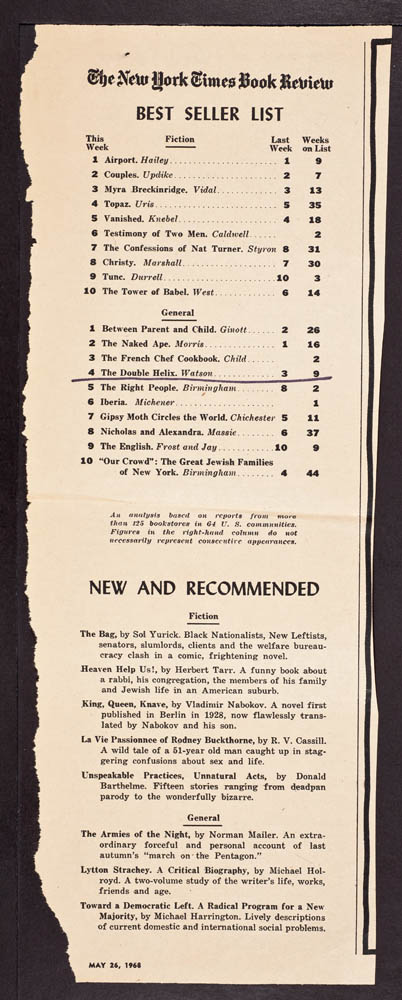 The New York Times Book Review
BEST SELLER LIST
This Week Fiction Last Week Weeks on List
1 Airport. Hailey 1 9
2 Couples. Updike 2 7
3 Myra Breckinridge. Vidal 3 13
4 Topaz. Uris 5 35
5 Vanished. Knebel 4 18
6 Testimony of Two Men. Caldwell 2
7 The Confessions of Nat Turner. Styron 8 31
8 Christy. Marshall 7 30
9 Tunc. Durrell 10 3
10 The Tower of Babel. West 6 14
General
1 Between Parent and Child. Ginott 2 26
2 The Naked Ape. Morris 1 16
3 The French Chef Cookbook. Child 2
4 The Double Helix. Watson 3 9
5 The Right People. Birmingham 8 2
6 Iberia. Michener 1
7 Gipsy Moth Circles the World. Chichester 5 11
8 Nicholas and Alexandra. Massie 6 37
9 The English. Frost and Jay 10 9
10 "Our Crowd": The Great Jewish Families
of New York. Birmingham 4 44
An analysis based on reports from more
than 125 bookstores in 64 U. S. communities.
Figures in the right-hand column do not
necessarily represent consecutive appearances.
NEW AND RECOMMENDED
Fiction
The Bag, by Sol Yurick. Black Nationalists, New Leftists,
senators, slumlords, clients and the welfare bureau-
cracy clash in a comic, frightening novel.
Heaven Help Us!, by Herbert Tarr. A funny book about
a rabbi, his congregation, the members of his family
and Jewish life in an American suburb.
King, Queen, Knave, by Vladimir Nabokov. A novel first
published in Berlin in 1928, now flawlessly trans-
lated by Nabokov and his son.
La Vie Passionnee of Rodney Buckthorne, by R. V. Cassill.
A wild tale of a 51-year old man caught up in stag-
gering confusions about sex and life.
Unspeakable Practices, Unnatural Acts, by Donald
Barthelme. Fifteen stories ranging from deadpan
parody to the wonderfully bizarre.
General
The Armies of the Night, by Norman Mailer. An extra-
ordinary forceful and personal account of last
autumn's "march on the Pentagon."
Lytton Strachey. A Critical Biography, by Michael Hol-
royd. A two-volume study of the writer's life, works,
friends and age.
Toward a Democratic Left. A Radical Program for a New
Majority, by Michael Harrington. Lively descriptions
of current domestic and international social problems.
MAY 26, 1968